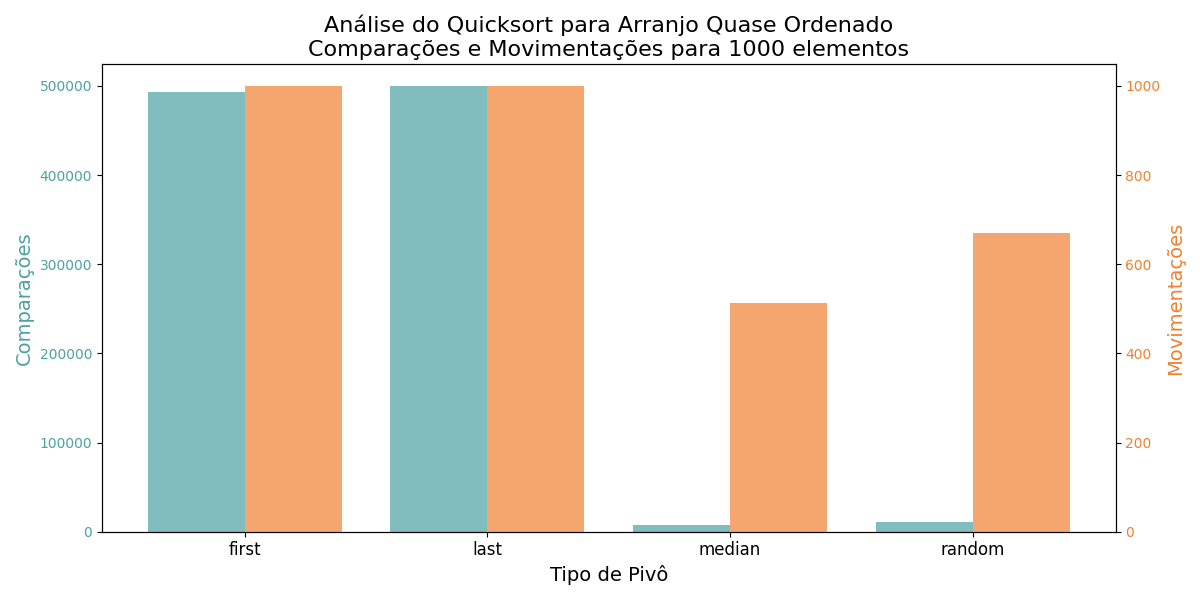 Análise do Quicksort para Arranjo Quase Ordenado
Comparações e Movimentações para 1000 elementos
Comparações
500000
400000
300000
200000
100000
0
1000
800
600
400
200
0
Movimentações
first
last
median
random
Tipo de Pivô